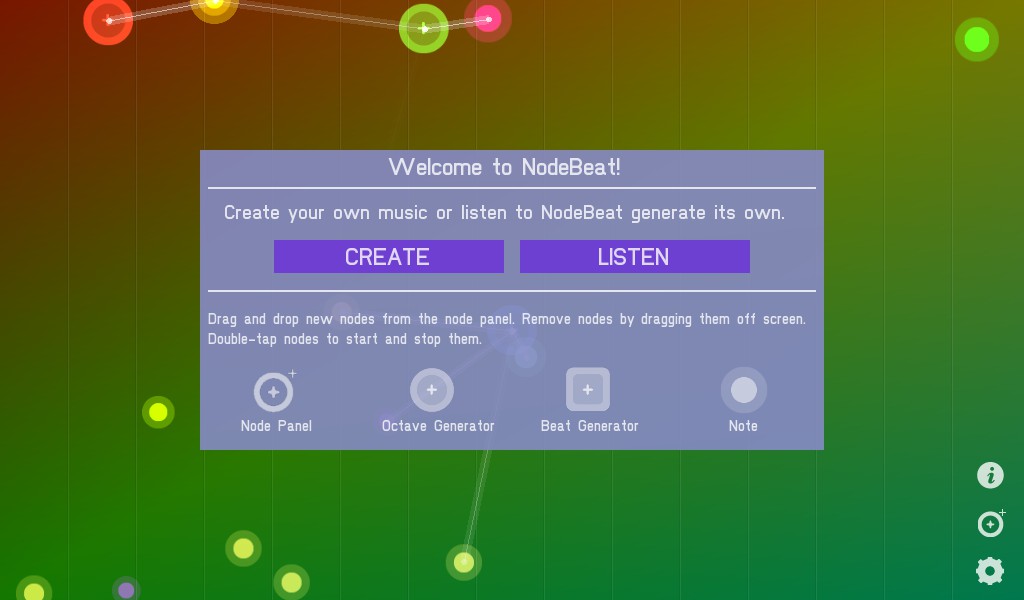 Welcome to NodeBeat!
Create your own music or listen to NodeBeat generate its own.
CREATE LISTEN
Drag and drop new nodes from the node panel. Remove nodes by dragging them off screen.
Double-tap nodes to start and stop them.
Node Panel Octave Generator Beat Generator Note